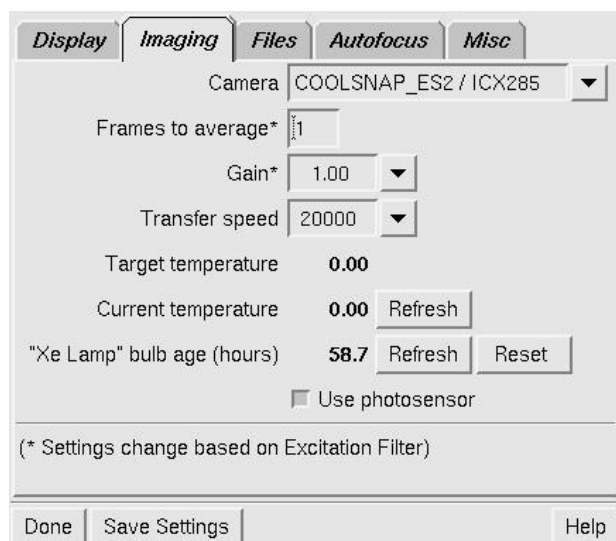 Display Imaging Files Autofocus Misc
Camera COOLSNAP_ES2 / ICX285
Frames to average* 1
Gain* 1.00
Transfer speed 20000
Target temperature 0.00
Current temperature 0.00 Refresh
"Xe Lamp" bulb age (hours) 58.7 Refresh Reset
Use photosensor
(* Settings change based on Excitation Filter)
Done Save Settings Help